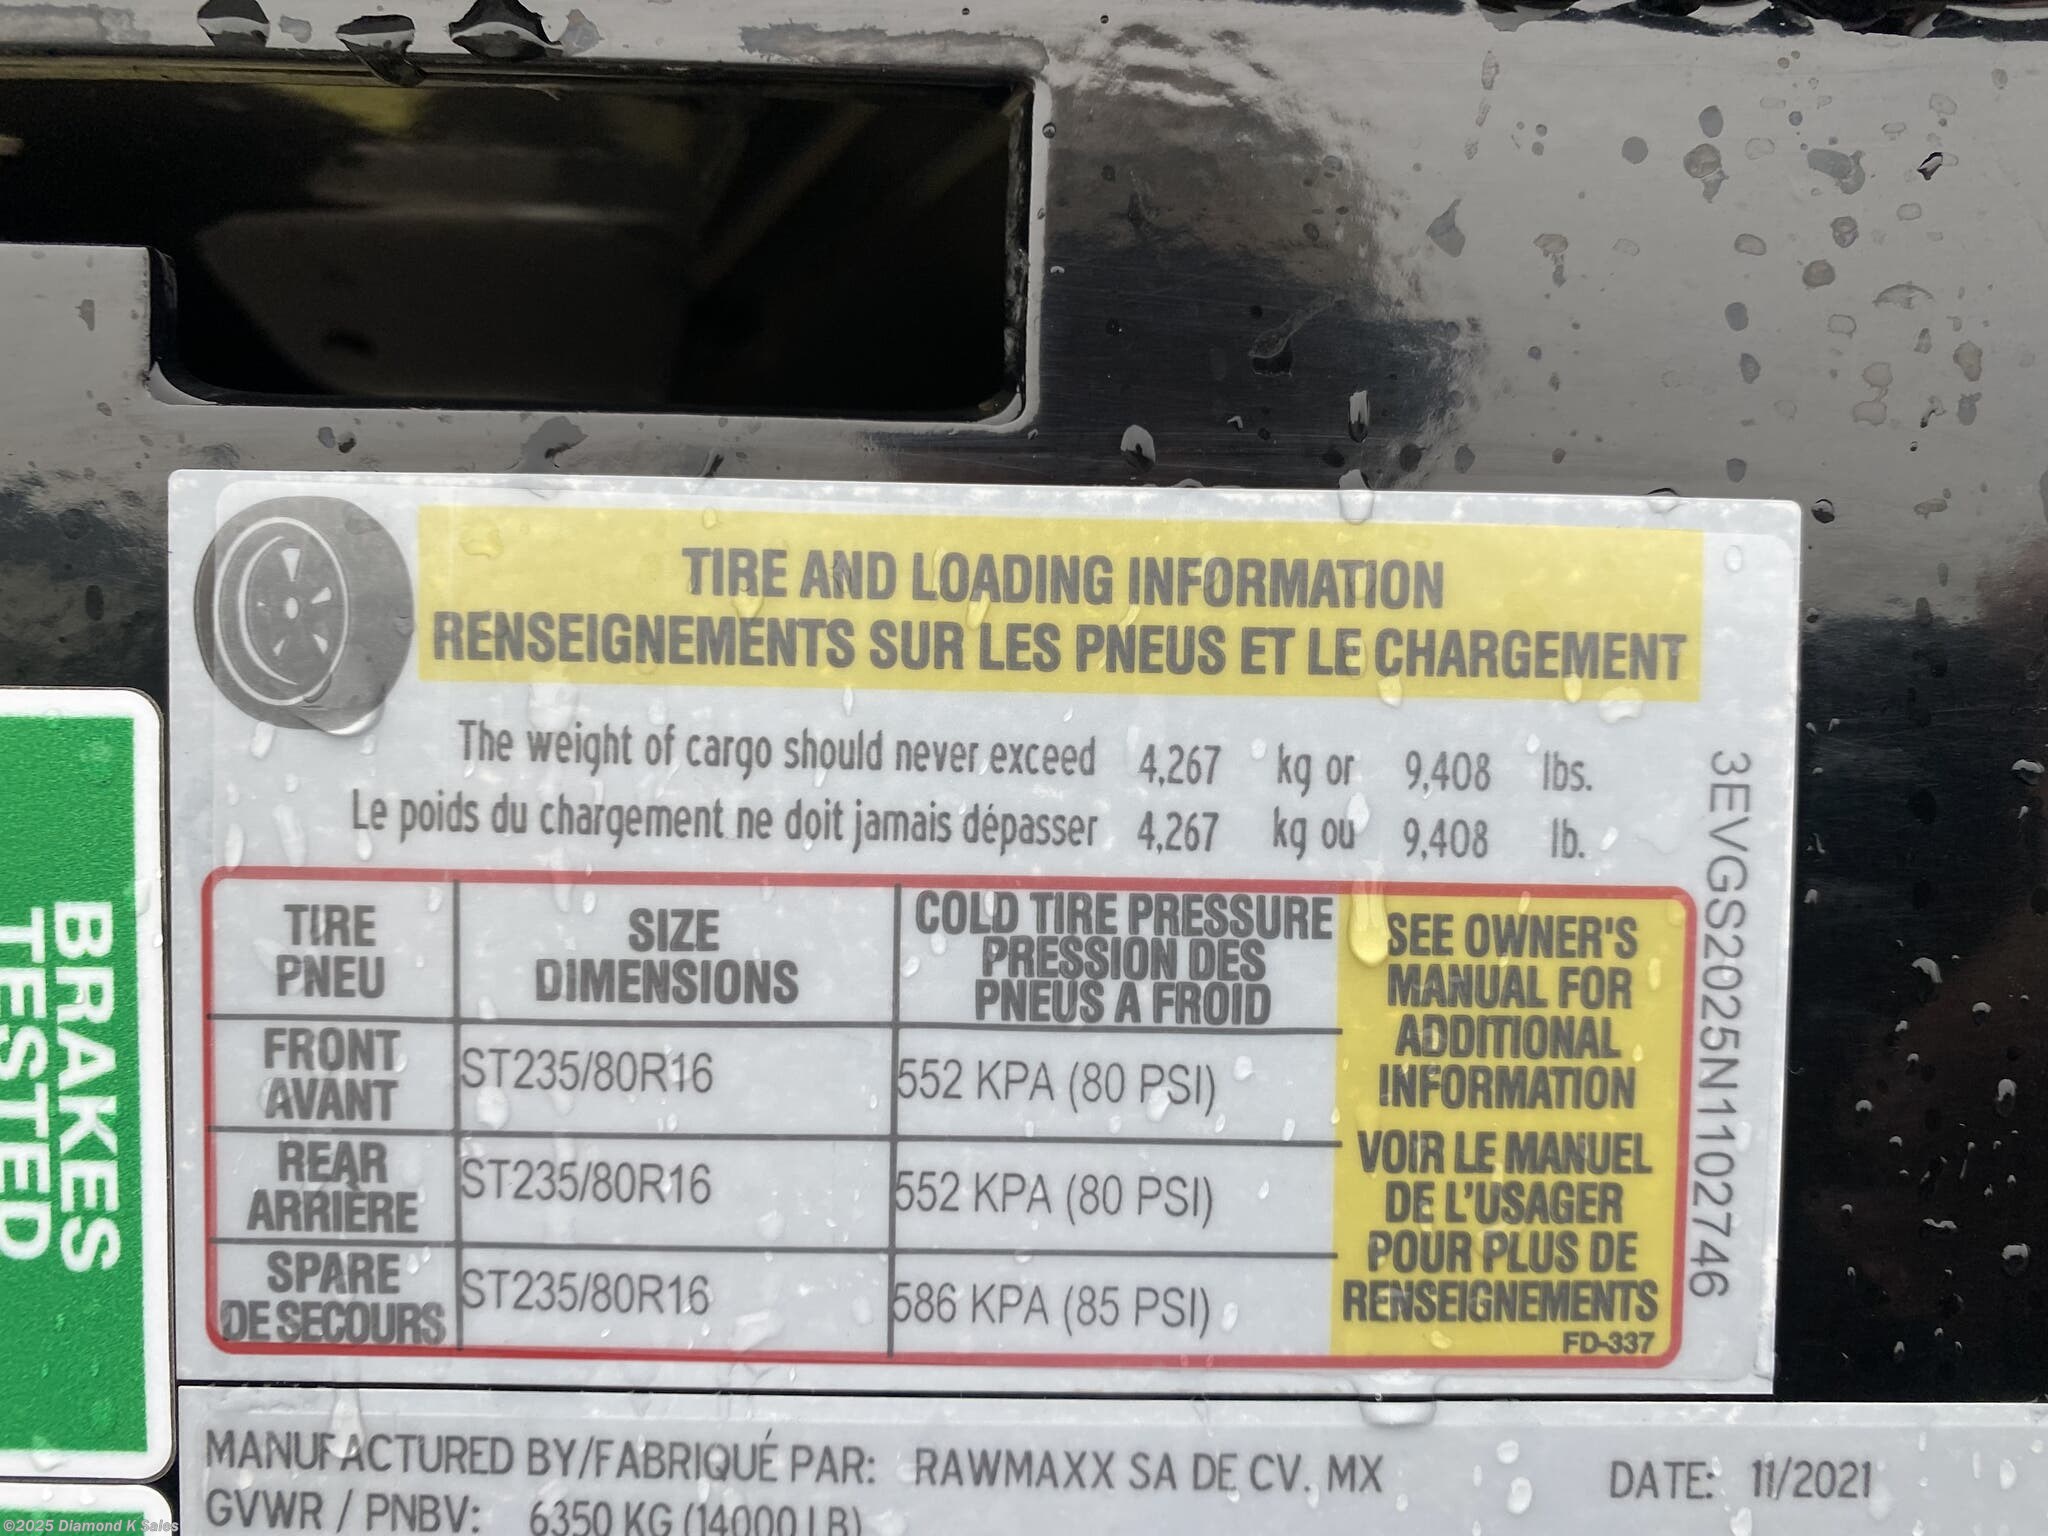 TIRE AND LOADING INFORMATION
RENSEIGNEMENTS SUR LES PNEUS ET LE CHARGEMENT
The weight of cargo should never exceed 4,267 kg or 9,408 lbs.
Le poids du chargement ne doit jamais dépasser 4,267 kg ou 9,408 lb.
TIRE
PNEU
SIZE
DIMENSIONS
COLD TIRE PRESSURE
PRESSION DES
PNEUS A FROID
FRONT
AVANT
ST235/80R16
552 KPA (80 PSI)
REAR
ARRIÈRE
ST235/80R16
552 KPA (80 PSI)
SPARE
DE SECOURS
ST235/80R16
586 KPA (85 PSI)
SEE OWNER'S
MANUAL FOR
ADDITIONAL
INFORMATION
VOIR LE MANUEL
DE L'USAGER
POUR PLUS DE
RENSEIGNEMENTS
FD-337
3EVGS2025N1102746
BRAKES
TESTED
MANUFACTURED BY/FABRIQUÉ PAR: RAWMAXX SA DE CV. MX DATE: 11/2021
GVWR / PNBV: 6350 KG (14000 LB)
©2025 Diamond K Sales